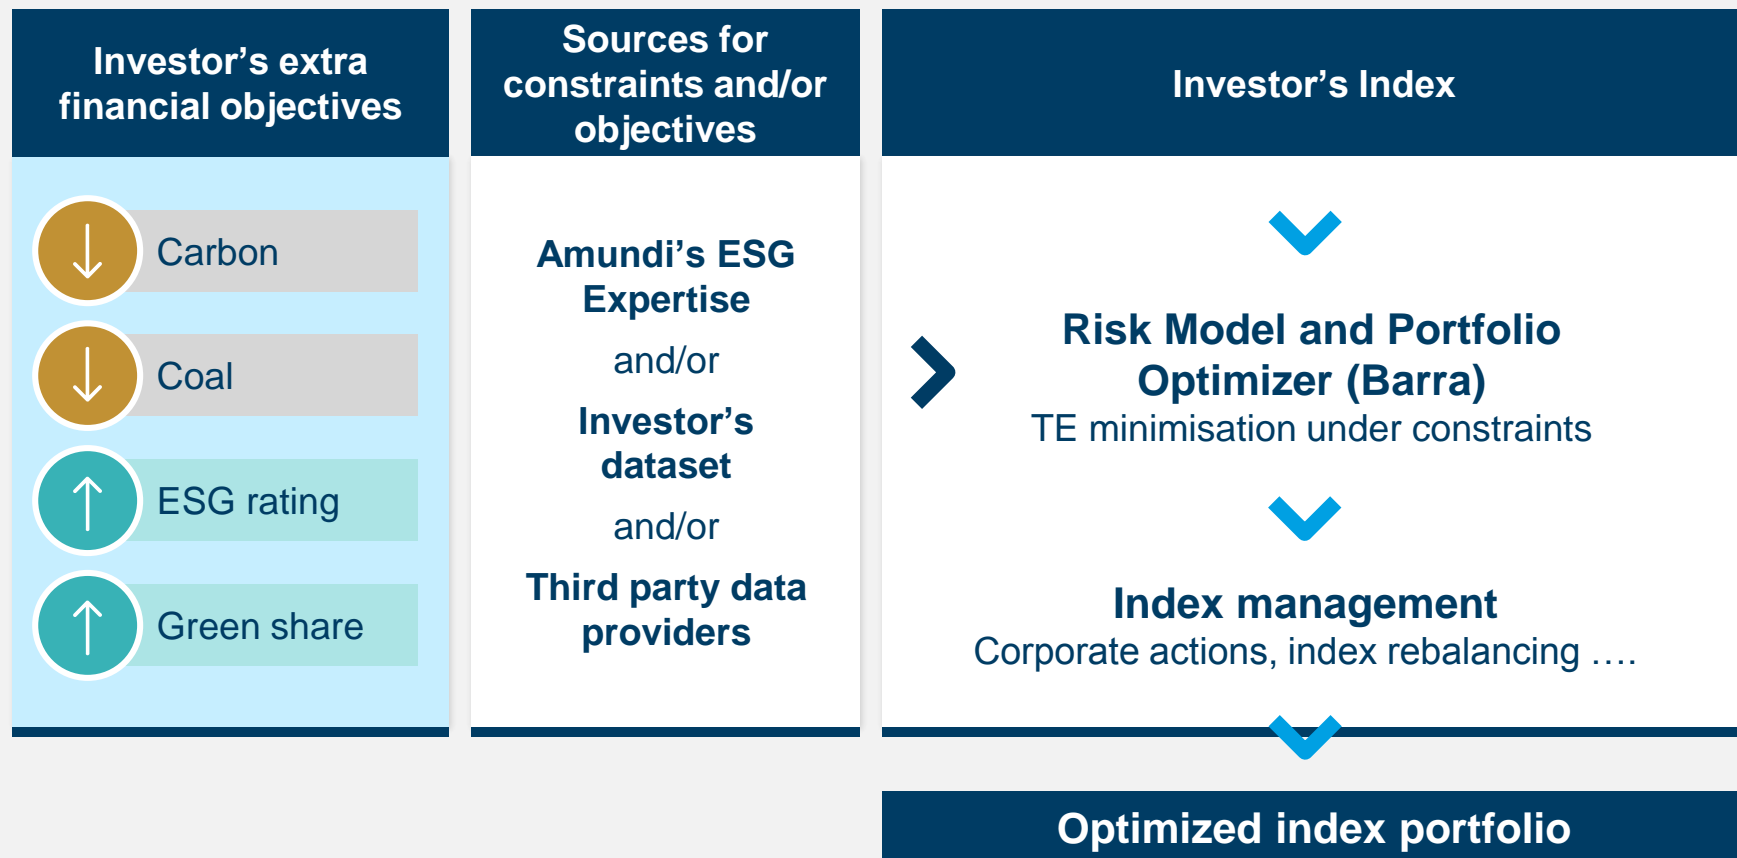 Investor’s extra
financial objectives
Carbon
Coal
ESG rating
Green share
Sources for
constraints and/or
objectives
Amundi’s ESG
Expertise
and/or
Investor’s
dataset
and/or
Third party data
providers
Investor’s Index
Risk Model and Portfolio
Optimizer (Barra)
TE minimisation under constraints
Index management
Corporate actions, index rebalancing ….
Optimized index portfolio